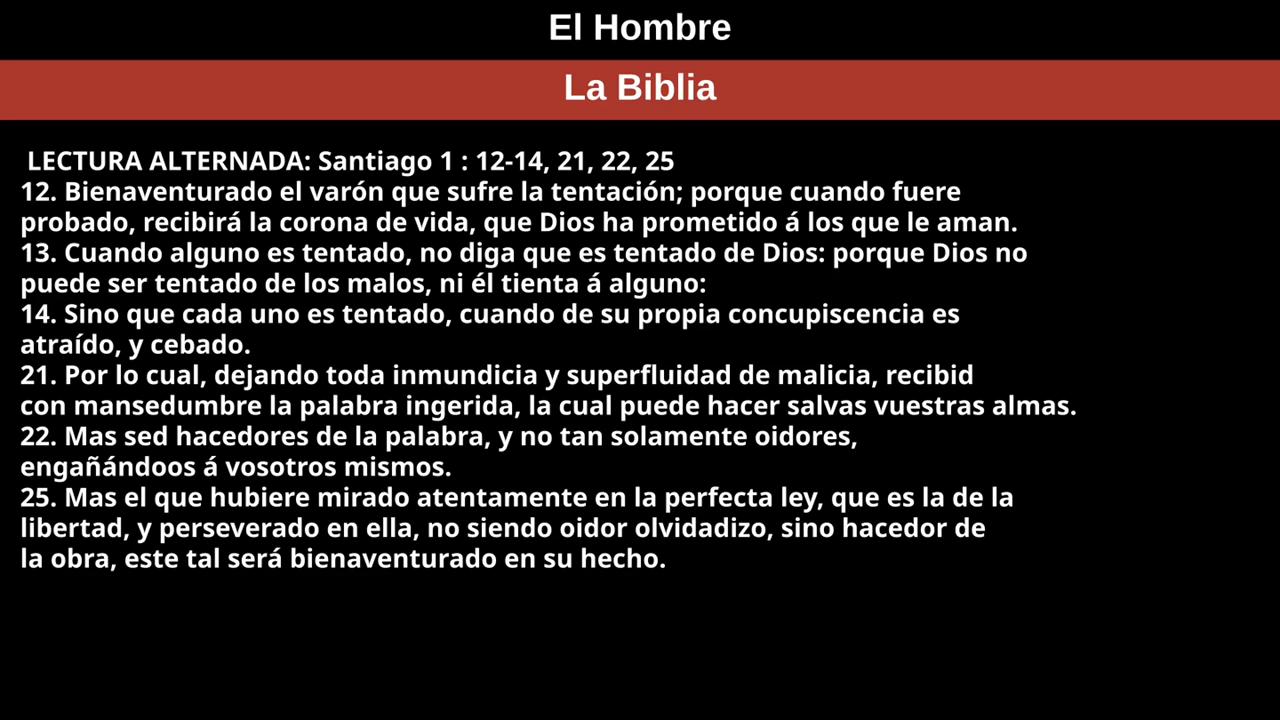 El Hombre
La Biblia
LECTURA ALTERNADA: Santiago 1 : 12-14, 21, 22, 25
12. Bienaventurado el varón que sufre la tentación; porque cuando fuere
probado, recibirá la corona de vida, que Dios ha prometido á los que le aman.
13. Cuando alguno es tentado, no diga que es tentado de Dios: porque Dios no
puede ser tentado de los malos, ni él tienta á alguno:
14. Sino que cada uno es tentado, cuando de su propia concupiscencia es
atraído, y cebado.
21. Por lo cual, dejando toda inmundicia y superfluidad de malicia, recibid
con mansedumbre la palabra ingerida, la cual puede hacer salvas vuestras almas.
22. Mas sed hacedores de la palabra, y no tan solamente oidores,
engañándoos á vosotros mismos.
25. Mas el que hubiere mirado atentamente en la perfecta ley, que es la de la
libertad, y perseverado en ella, no siendo oidor olvidadizo, sino hacedor de
la obra, este tal será bienaventurado en su hecho.